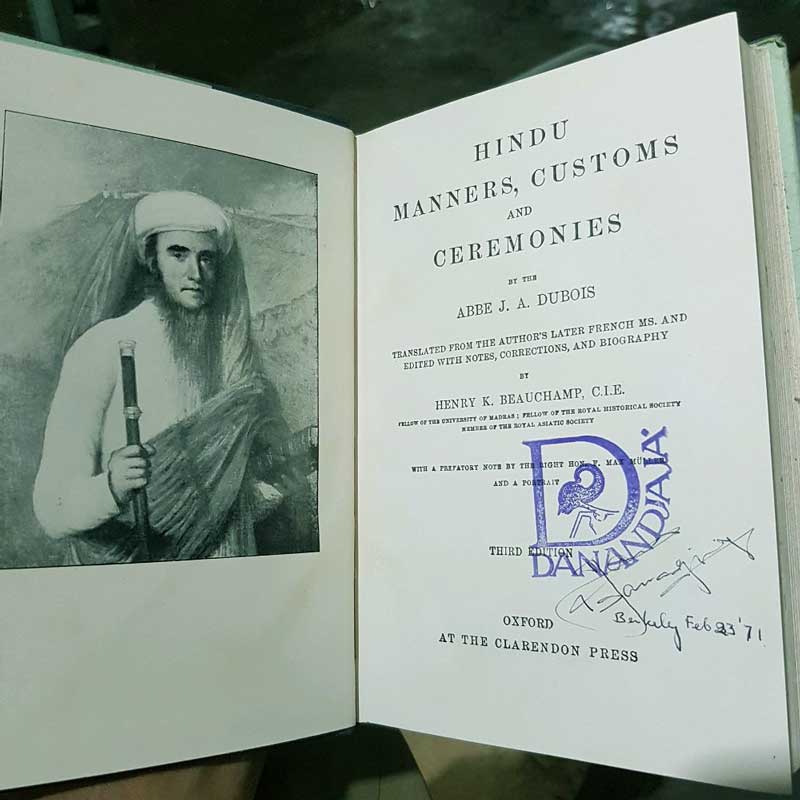 HINDU
MANNERS, CUSTOMS
AND
CEREMONIES
BY THE
ABBE J. A. DUBOIS
TRANSLATED FROM THE AUTHOR'S LATER FRENCH MS. AND
EDITED WITH NOTES, CORRECTIONS, AND BIOGRAPHY
BY
HENRY K. BEAUCHAMP, C.I.E.
FELLOW OF THE UNIVERSITY OF MADRAS; FELLOW OF THE ROYAL HISTORICAL SOCIETY
MEMBER OF THE ROYAL ASIATIC SOCIETY
WITH A PREFATORY NOTE BY THE RIGHT HON. F. MAX MÜLLER
AND A PORTRAIT
D
DANANDJAJA
THIRD EDITION
Feb 23 '71
OXFORD
AT THE CLARENDON PRESS